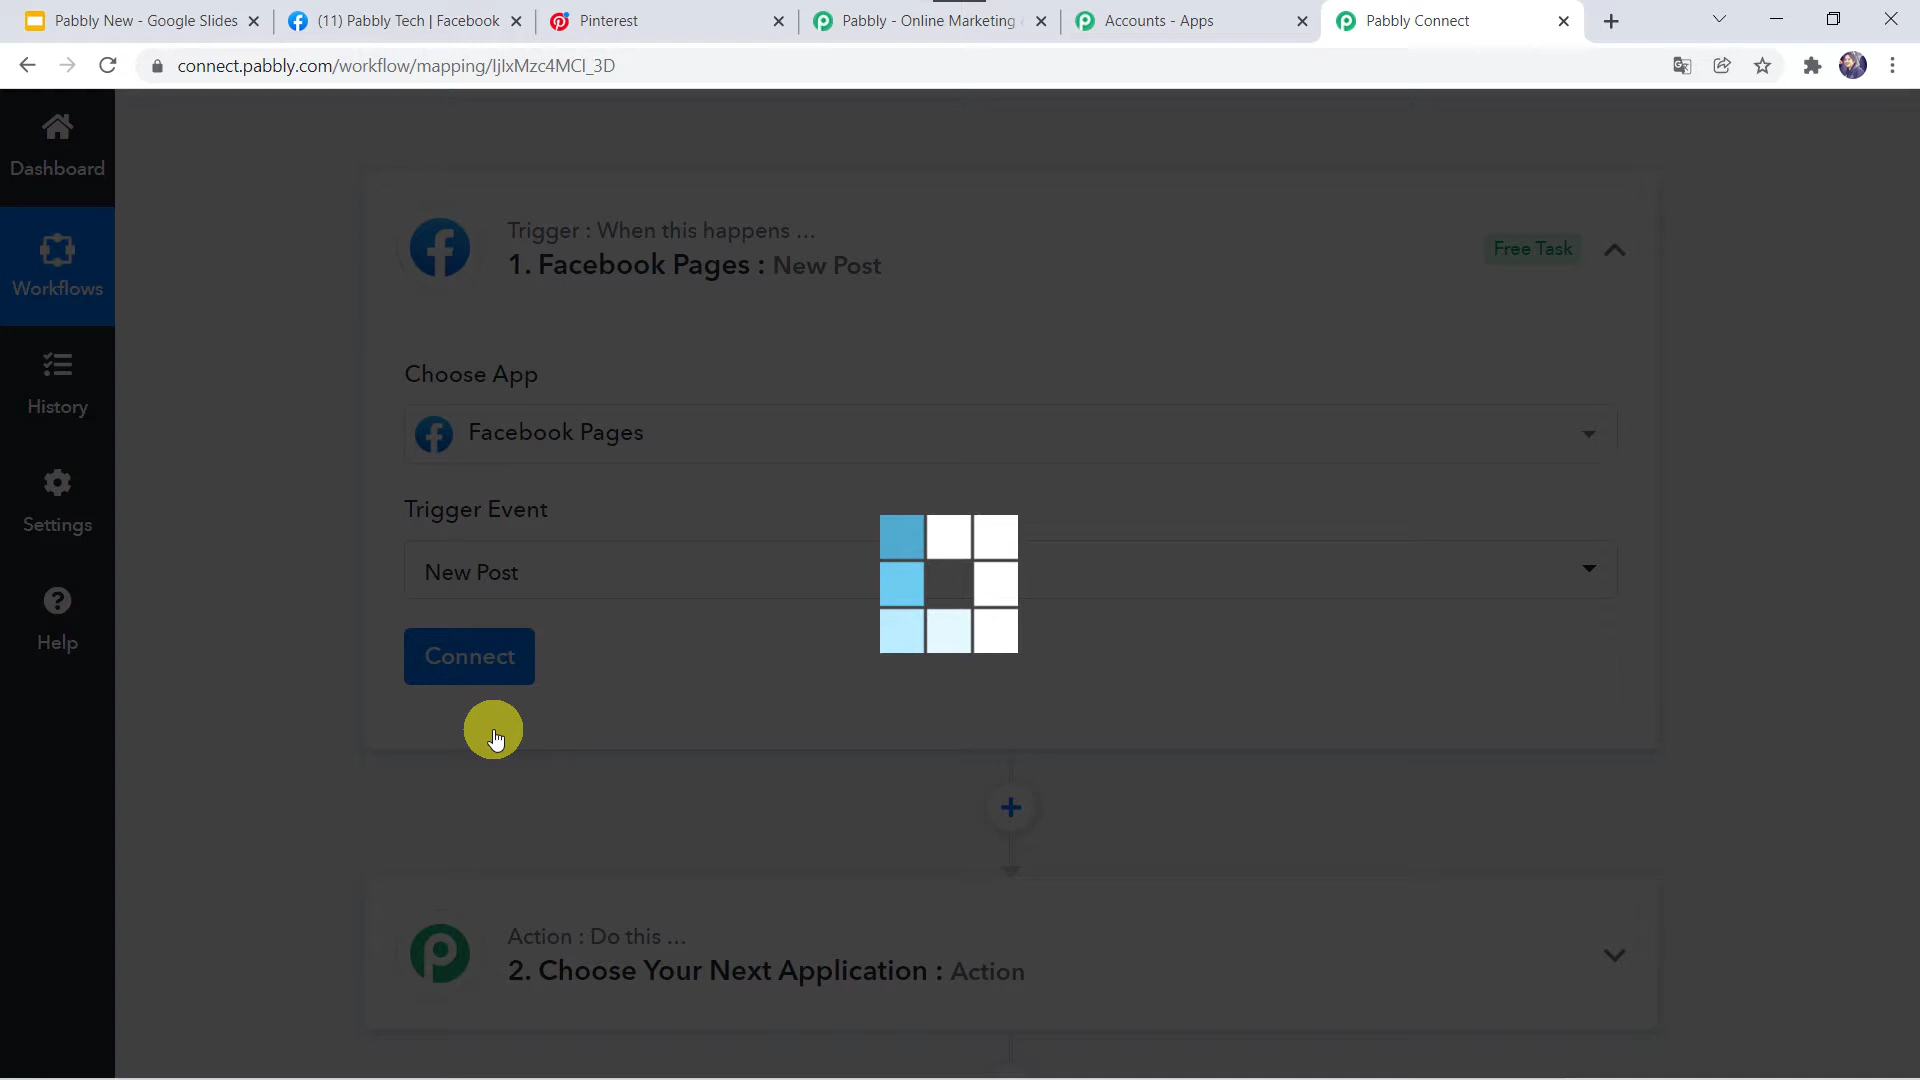 Pabbly New - Google Slides
(11) Pabbly Tech | Facebook
Pinterest
Pabbly - Online Marketing
Accounts - Apps
Pabbly Connect
connect.pabbly.com/workflow/mapping/IjIxMzc4MCI_3D
Dashboard
Workflows
History
Settings
Help
Trigger : When this happens ...
1. Facebook Pages : New Post
Free Task
Choose App
Facebook Pages
Trigger Event
New Post
Connect
Action : Do this ...
2. Choose Your Next Application : Action